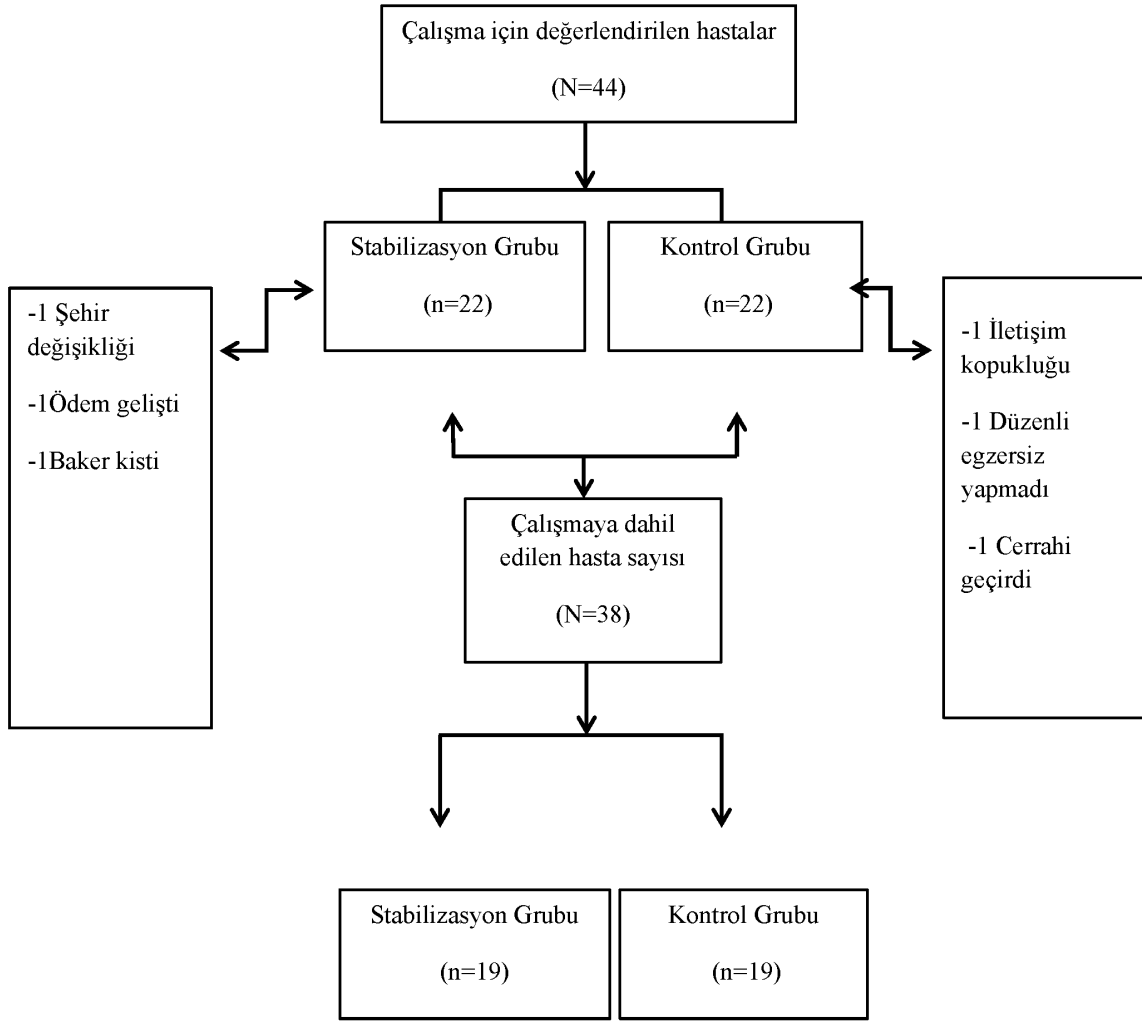 Çalışma için değerlendirilen hastalar
(N=44)
Stabilizasyon Grubu
(n=22)
Kontrol Grubu
(n=22)
-1 Şehir
değişikliği
-1Ödem gelişti
-1Baker kisti
-1 İletişim
kopukluğu
-1 Düzenli
egzersiz
yapmadı
-1 Cerrahi
geçirdi
Çalışmaya dahil
edilen hasta sayısı
(N=38)
Stabilizasyon Grubu
(n=19)
Kontrol Grubu
(n=19)